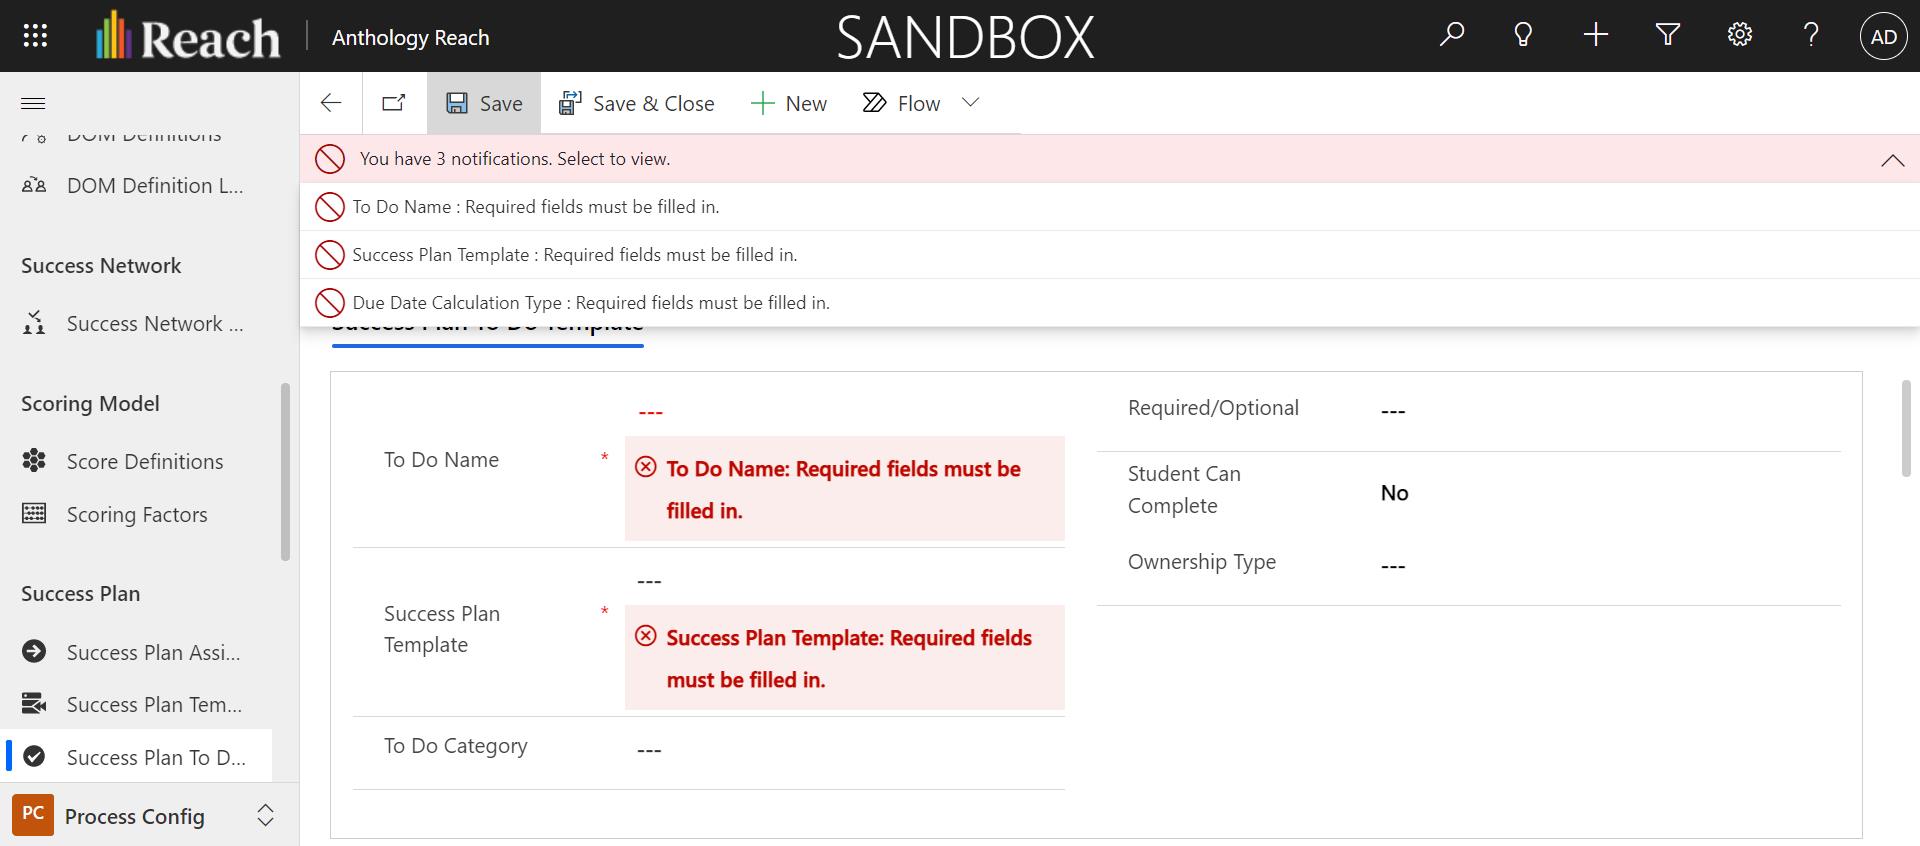 Reach
Anthology Reach
SANDBOX
AD
Save
Save & Close
New
Flow
You have 3 notifications. Select to view.
To Do Name : Required fields must be filled in.
Success Plan Template : Required fields must be filled in.
Due Date Calculation Type : Required fields must be filled in.
Success Plan To Do Template
DOM Definitions
DOM Definition L...
Success Network
Success Network ...
Scoring Model
Score Definitions
Scoring Factors
Success Plan
Success Plan Assi...
Success Plan Tem...
Success Plan To D...
PC
Process Config
---
To Do Name
*
To Do Name: Required fields must be
filled in.
---
Success Plan
Template
*
Success Plan Template: Required fields
must be filled in.
To Do Category
---
Required/Optional
---
Student Can
Complete
No
Ownership Type
---